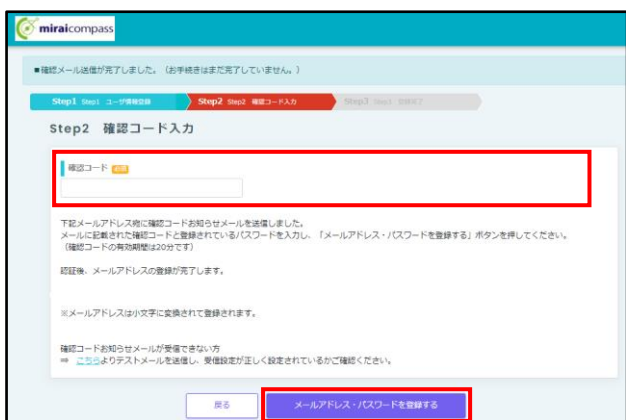 miraicompass
■確認メール送信が完了しました。（お手続きはまだ完了していません。）
Step1 Step1 ユーザ情報登録 Step2 Step2 確認コード入力 Step3 Step3 登録完了
Step2 確認コード入力
確認コード 必須
下記メールアドレス宛に確認コードお知らせメールを送信しました。
メールに記載された確認コードと登録されているパスワードを入力し、「メールアドレス・パスワードを登録する」ボタンを押してください。
（確認コードの有効期間は20分です）
認証後、メールアドレスの登録が完了します。
※メールアドレスは小文字に変換されて登録されます。
確認コードお知らせメールが受信できない方
⇒ こちらよりテストメールを送信し、受信設定が正しく設定されているかご確認ください。
戻る メールアドレス・パスワードを登録する